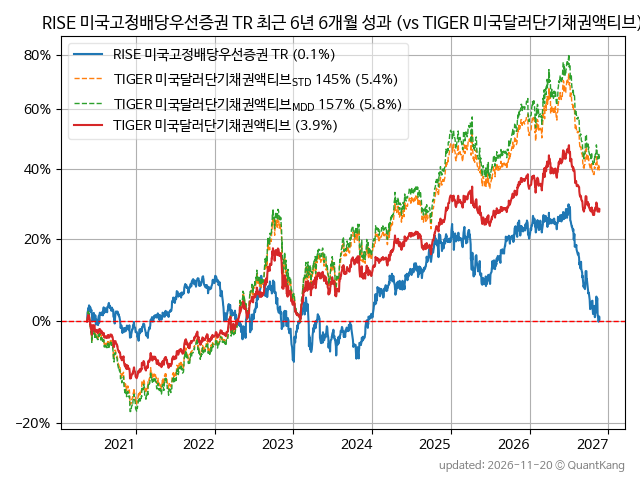 RISE 미국고정배당우선증권 TR 최근 6년 6개월 성과 (vs TIGER 미국달러단기채권액티브)
RISE 미국고정배당우선증권 TR (0.1%)
TIGER 미국달러단기채권액티브STD 145% (5.4%)
TIGER 미국달러단기채권액티브MDD 157% (5.8%)
TIGER 미국달러단기채권액티브 (3.9%)
80%
60%
40%
20%
0%
−20%
2021 2022 2023 2024 2025 2026 2027
updated: 2026-11-20 © QuantKang